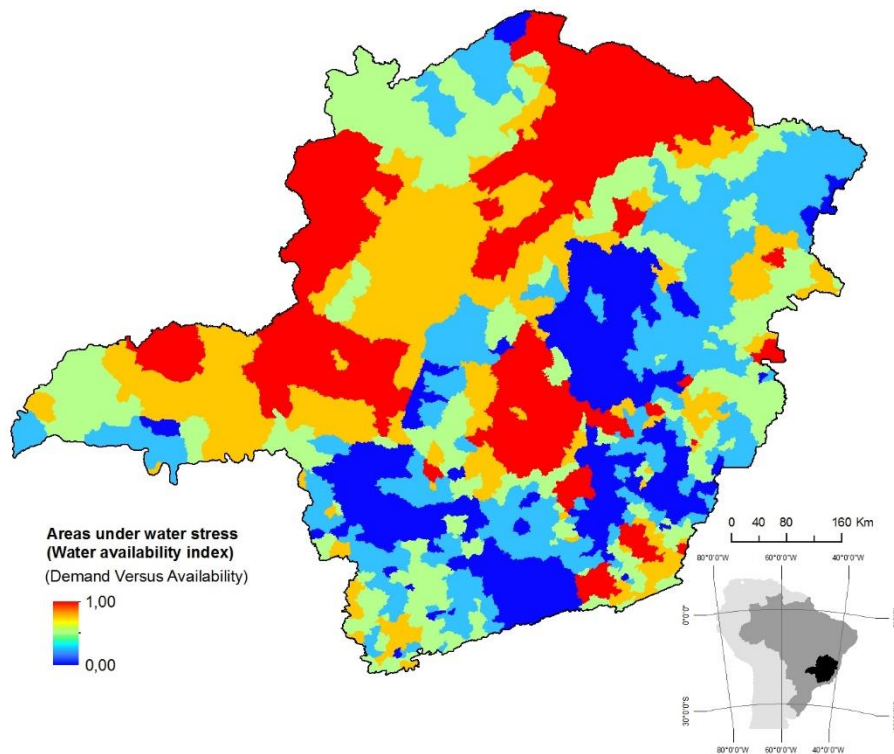 Areas under water stress
(Water availability index)
(Demand Versus Availability)
1,00
0,00
0 40 80 160 Km
80°0'0"W 60°0'0"W 40°0'0"W
0°0'0"
30°0'0"S
80°0'0"W 60°0'0"W 40°0'0"W